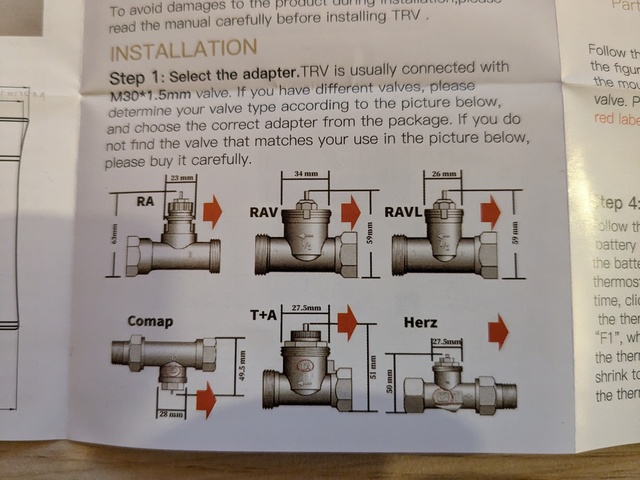 To avoid damages to the product during installation,please
read the manual carefully before installing TRV .
INSTALLATION
Step 1: Select the adapter.TRV is usually connected with
M30*1.5mm valve. If you have different valves, please
determine your valve type according to the picture below,
and choose the correct adapter from the package. If you do
not find the valve that matches your use in the picture below,
please buy it carefully.
RA
23 mm
63mm
RAV
34 mm
59mm
RAVL
26 mm
59 mm
Comap
49.5 mm
28 mm
T+A
27.5mm
51 mm
Herz
27.5mm
50 mm
Part
Follow th
the figur
the mou
valve. P
red labe
Step 4:
ollow th
battery
the batte
thermost
time, clic
the ther
"F1", wh
the therm
shrink to
the therm